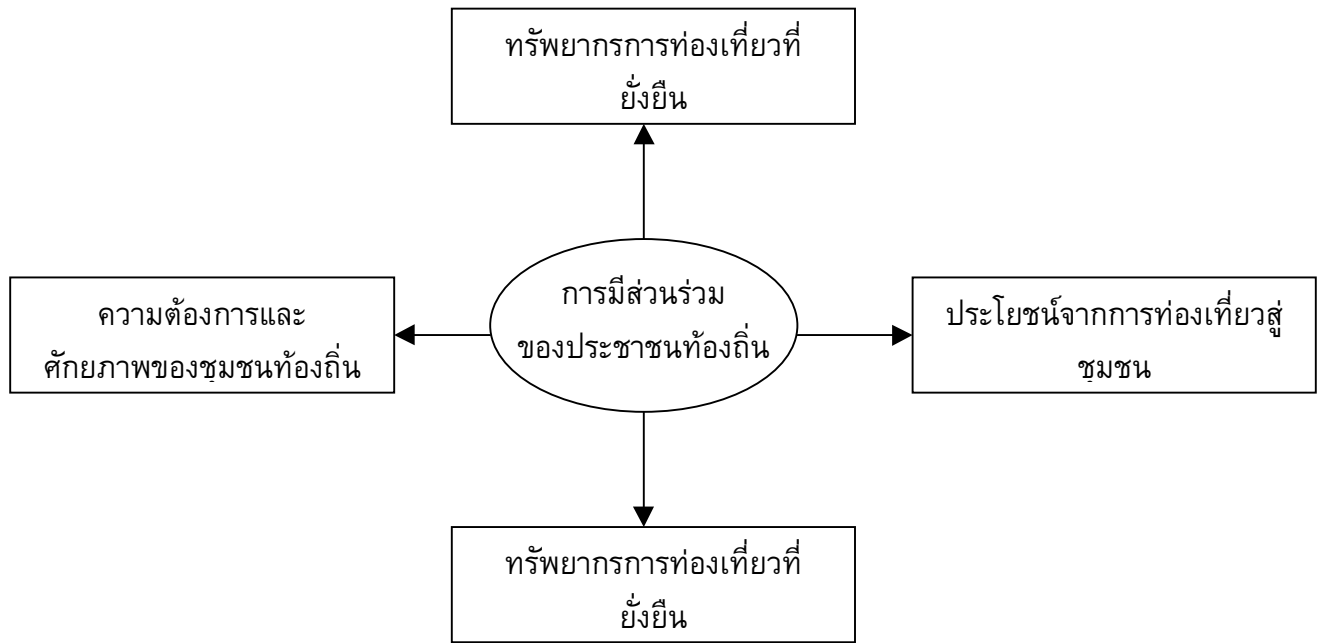 ทรัพยากรการท่องเที่ยวที่
ยั่งยืน
ความต้องการและ
ศักยภาพของชุมชนท้องถิ่น
การมีส่วนร่วม
ของประชาชนท้องถิ่น
ประโยชน์จากการท่องเที่ยวสู่
ชุมชน
ทรัพยากรการท่องเที่ยวที่
ยั่งยืน